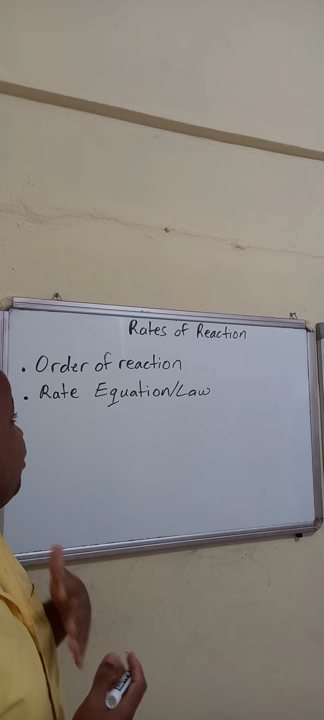 Rates of Reaction
. Order of reaction
. Rate Equation/Law